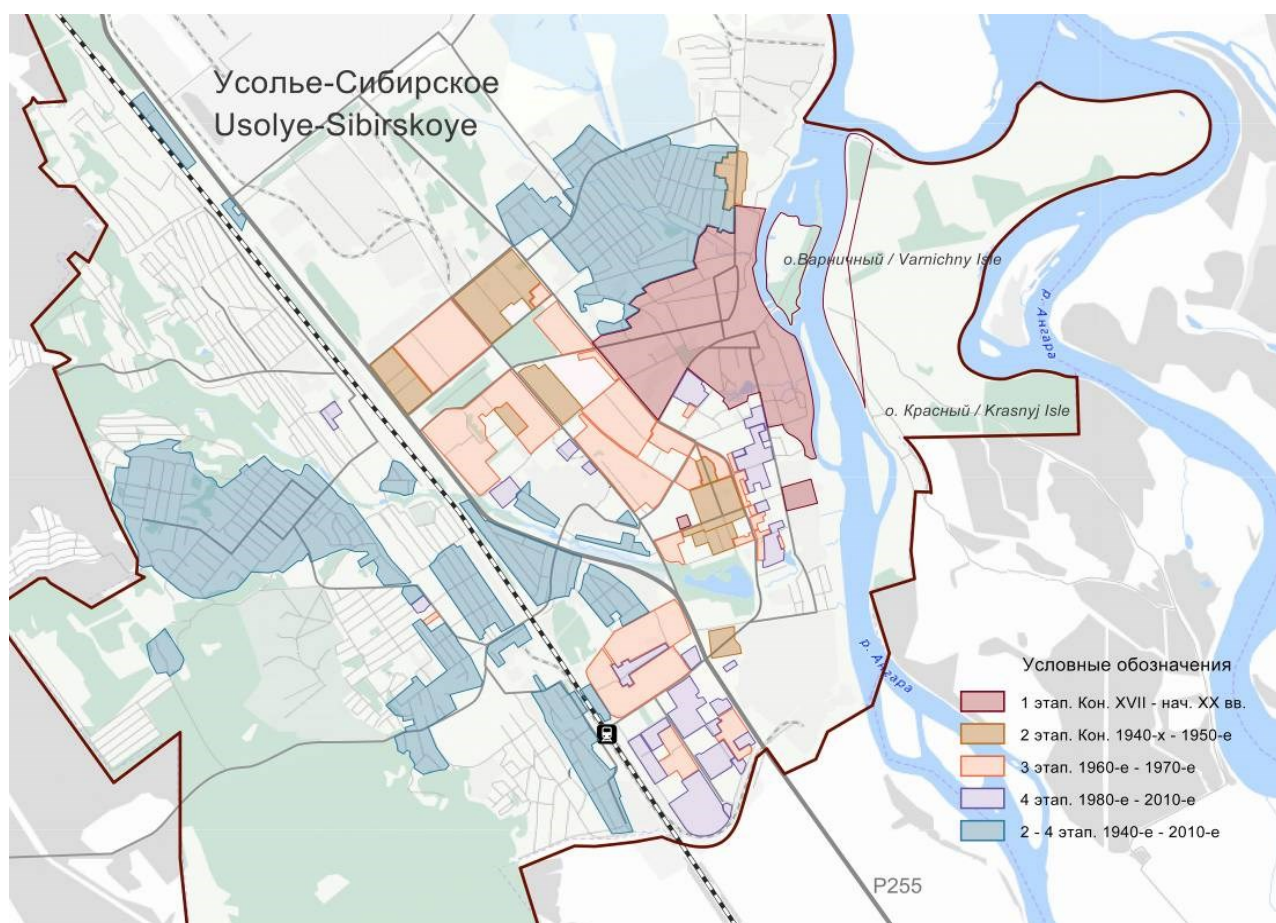 Усолье-Сибирское
Usolye-Sibirskoye
о.Варничный / Varnichny Isle
р. Ангара
о. Красный / Krasnyj Isle
р. Ангара
Условные обозначения
1 этап. Кон. XVII - нач. XX вв.
2 этап. Кон. 1940-х - 1950-е
3 этап. 1960-е - 1970-е
4 этап. 1980-е - 2010-е
2 - 4 этап. 1940-е - 2010-е
Р255